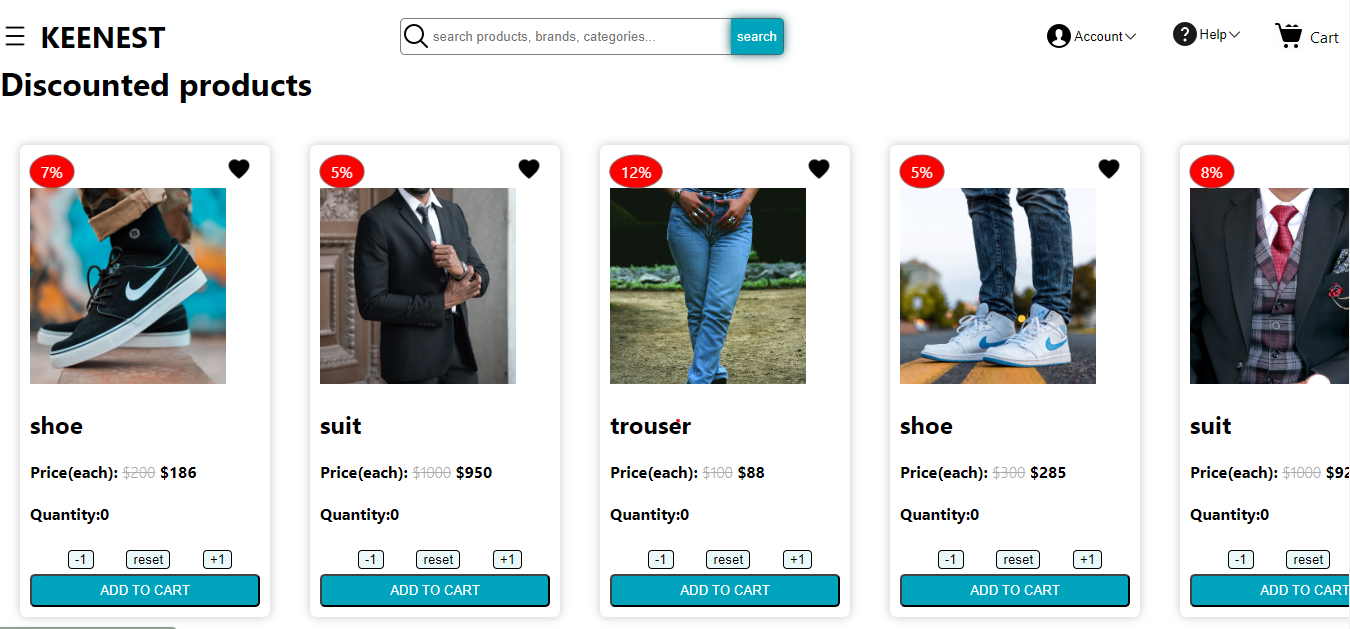 KEENEST
search products, brands, categories...
search
Account
Help
Cart
Discounted products
7%
5%
12%
5%
8%
shoe
suit
trouser
shoe
suit
Price(each): $200 $186
Price(each): $1000 $950
Price(each): $100 $88
Price(each): $300 $285
Price(each): $1000 $92
Quantity:0
Quantity:0
Quantity:0
Quantity:0
Quantity:0
-1 reset +1
-1 reset +1
-1 reset +1
-1 reset +1
-1 reset
ADD TO CART
ADD TO CART
ADD TO CART
ADD TO CART
ADD TO CART